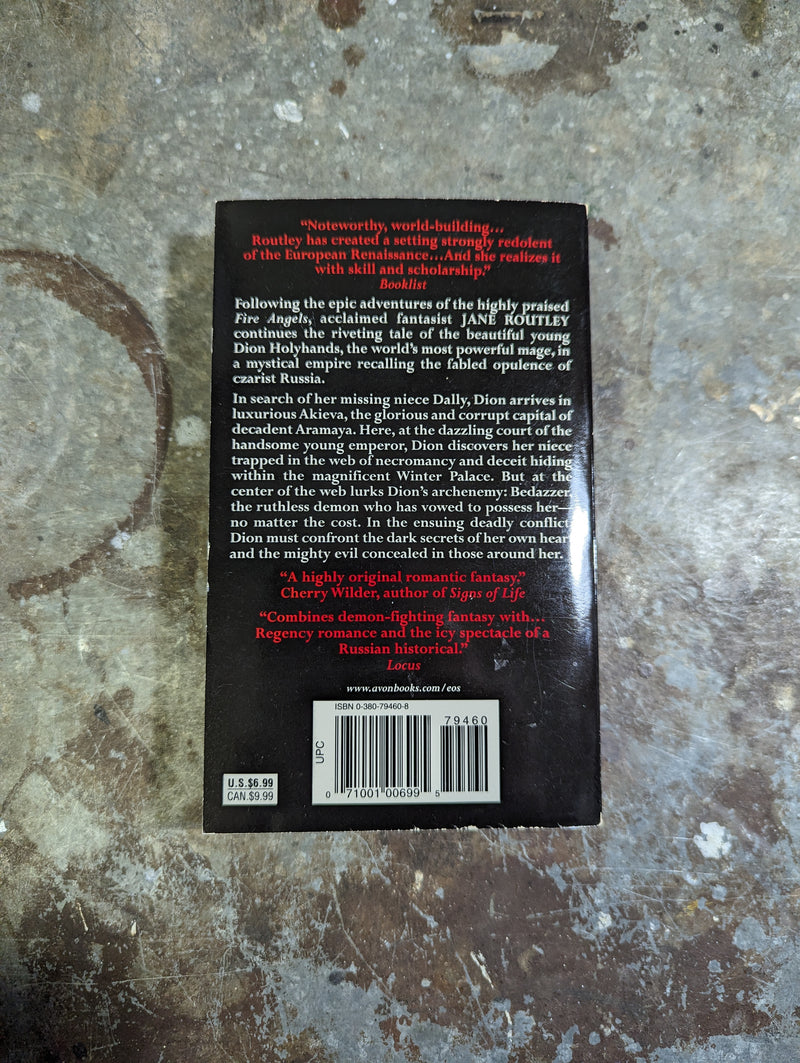 “Noteworthy, world-building...
Routley has created a setting strongly redolent
of the European Renaissance...And she realizes it
with skill and scholarship.”
Booklist
Following the epic adventures of the highly praised
Fire Angels, acclaimed fantasist JANE ROUTLEY
continues the riveting tale of the beautiful young
Dion Holyhands, the world’s most powerful mage, in
a mystical empire recalling the fabled opulence of
czarist Russia.
In search of her missing niece Dally, Dion arrives in
luxurious Akieva, the glorious and corrupt capital of
decadent Aramaya. Here, at the dazzling court of the
handsome young emperor, Dion discovers her niece
trapped in the web of necromancy and deceit hiding
within the magnificent Winter Palace. But at the
center of the web lurks Dion’s archenemy: Bedazzer,
the ruthless demon who has vowed to possess her—
no matter the cost. In the ensuing deadly conflict
Dion must confront the dark secrets of her own heart
and the mighty evil concealed in those around her.
“A highly original romantic fantasy.”
Cherry Wilder, author of Signs of Life
“Combines demon-fighting fantasy with...
Regency romance and the icy spectacle of a
Russian historical.”
Locus
www.avonbooks.com/eos
ISBN 0-380-79460-8
79460
UPC
U.S.$6.99
CAN.$9.99
0 71001 00699 5